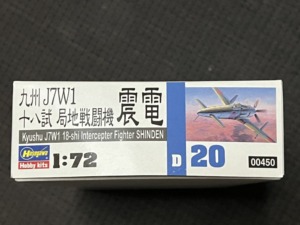 九州 J7W1
十八試 局地戦闘機 震電
Kyushu J7W1 18-shi Intercepter Fighter SHINDEN
Hasegawa
Hobby kits
1:72
D 20
00450